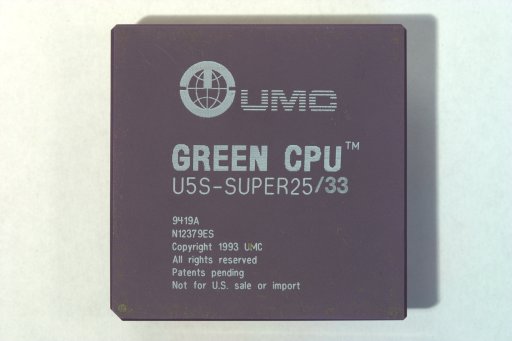 UMC
GREEN CPU™
U5S-SUPER25/33
9419A
N12379ES
Copyright 1993 UMC
All rights reserved
Patents pending
Not for U.S. sale or import